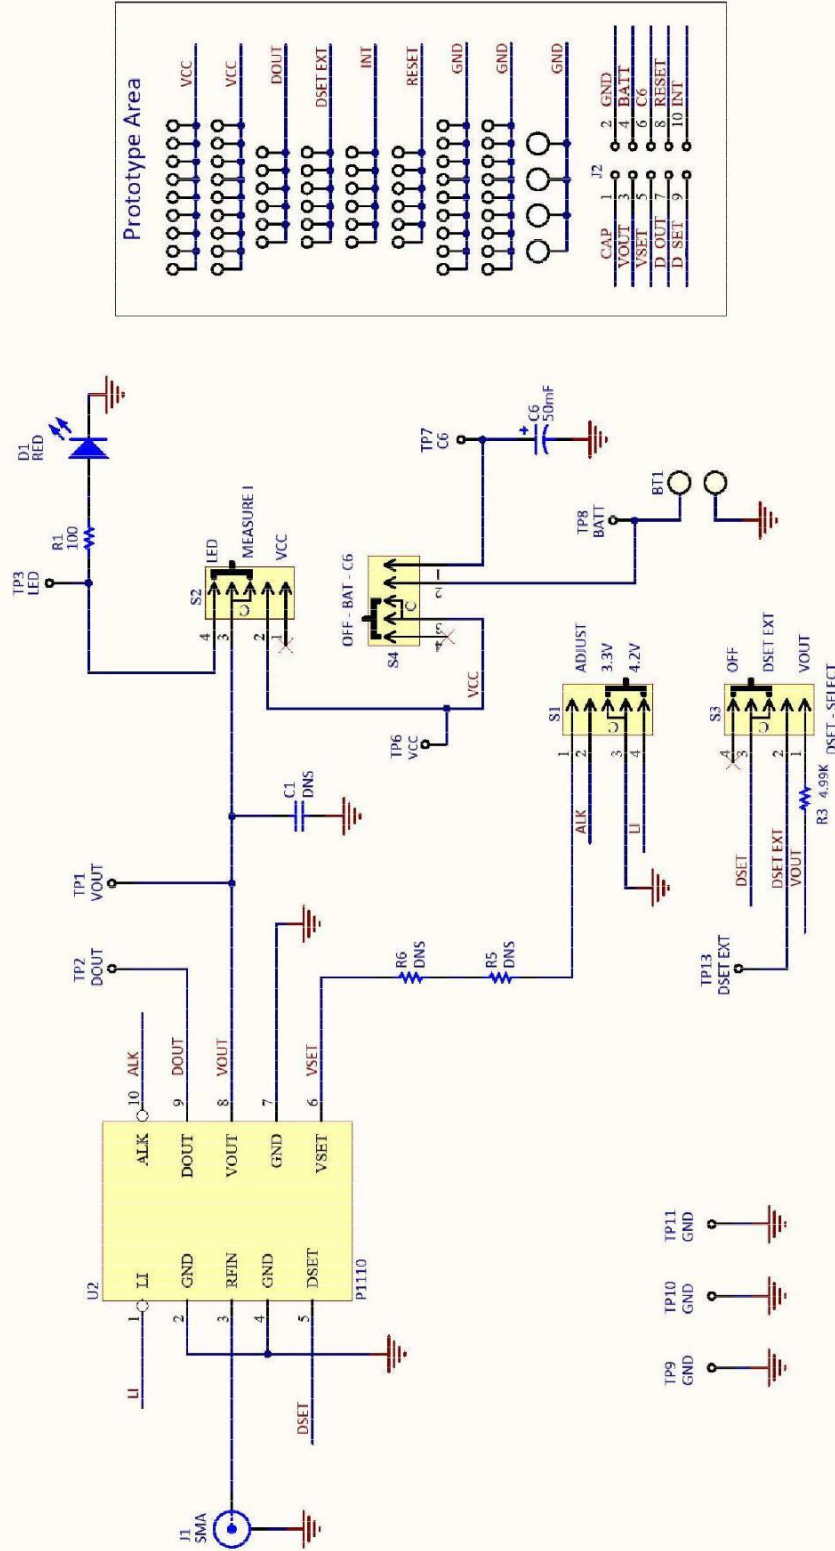 J1
SMA
LI
DSET
U2
1
LI
2
GND
3
RFIN
4
GND
5
DSET
P1110
ALK
10
ALK
DOUT
9
DOUT
VOUT
8
VOUT
GND
7
VSET
6
VSET
TP2
DOUT
TP1
VOUT
C1
DNS
R6
DNS
R5
DNS
TP9
GND
TP10
GND
TP11
GND
TP3
LED
R1
100
D1
RED
S2
LED
MEASURE I
VCC
4
3
2
1
C
TP6
VCC
VCC
OFF - BAT - C6
S4
1
2
3
4
C
TP7
C6
C6
50mF
+
TP8
BATT
BT1
S1
ADJUST
3.3V
4.2V
1
2
3
4
C
ALK
LI
S3
OFF
DSET EXT
VOUT
4
3
2
1
C
DSET - SELECT
DSET
DSET EXT
VOUT
R3 4.99K
TP13
DSET EXT
Prototype Area
VCC
VCC
DOUT
DSET EXT
INT
RESET
GND
GND
GND
J2
CAP 1 2 GND
VOUT 3 4 BATT
VSET 5 6 C6
D_OUT 7 8 RESET
D_SET 9 10 INT